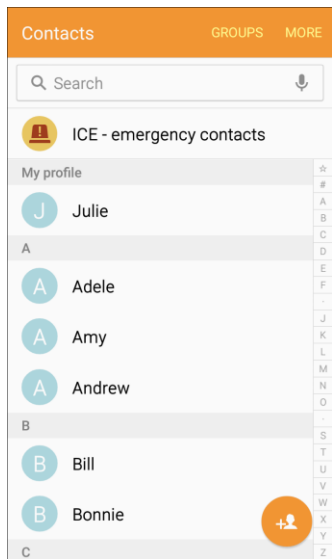 Contacts GROUPS MORE
Search
ICE - emergency contacts
My profile
J Julie
A
A Adele
A Amy
A Andrew
B
B Bill
B Bonnie
C
☆
#
A
B
C
D
E
F
·
J
K
L
M
N
O
·
S
T
U
V
W
X
Y
Z